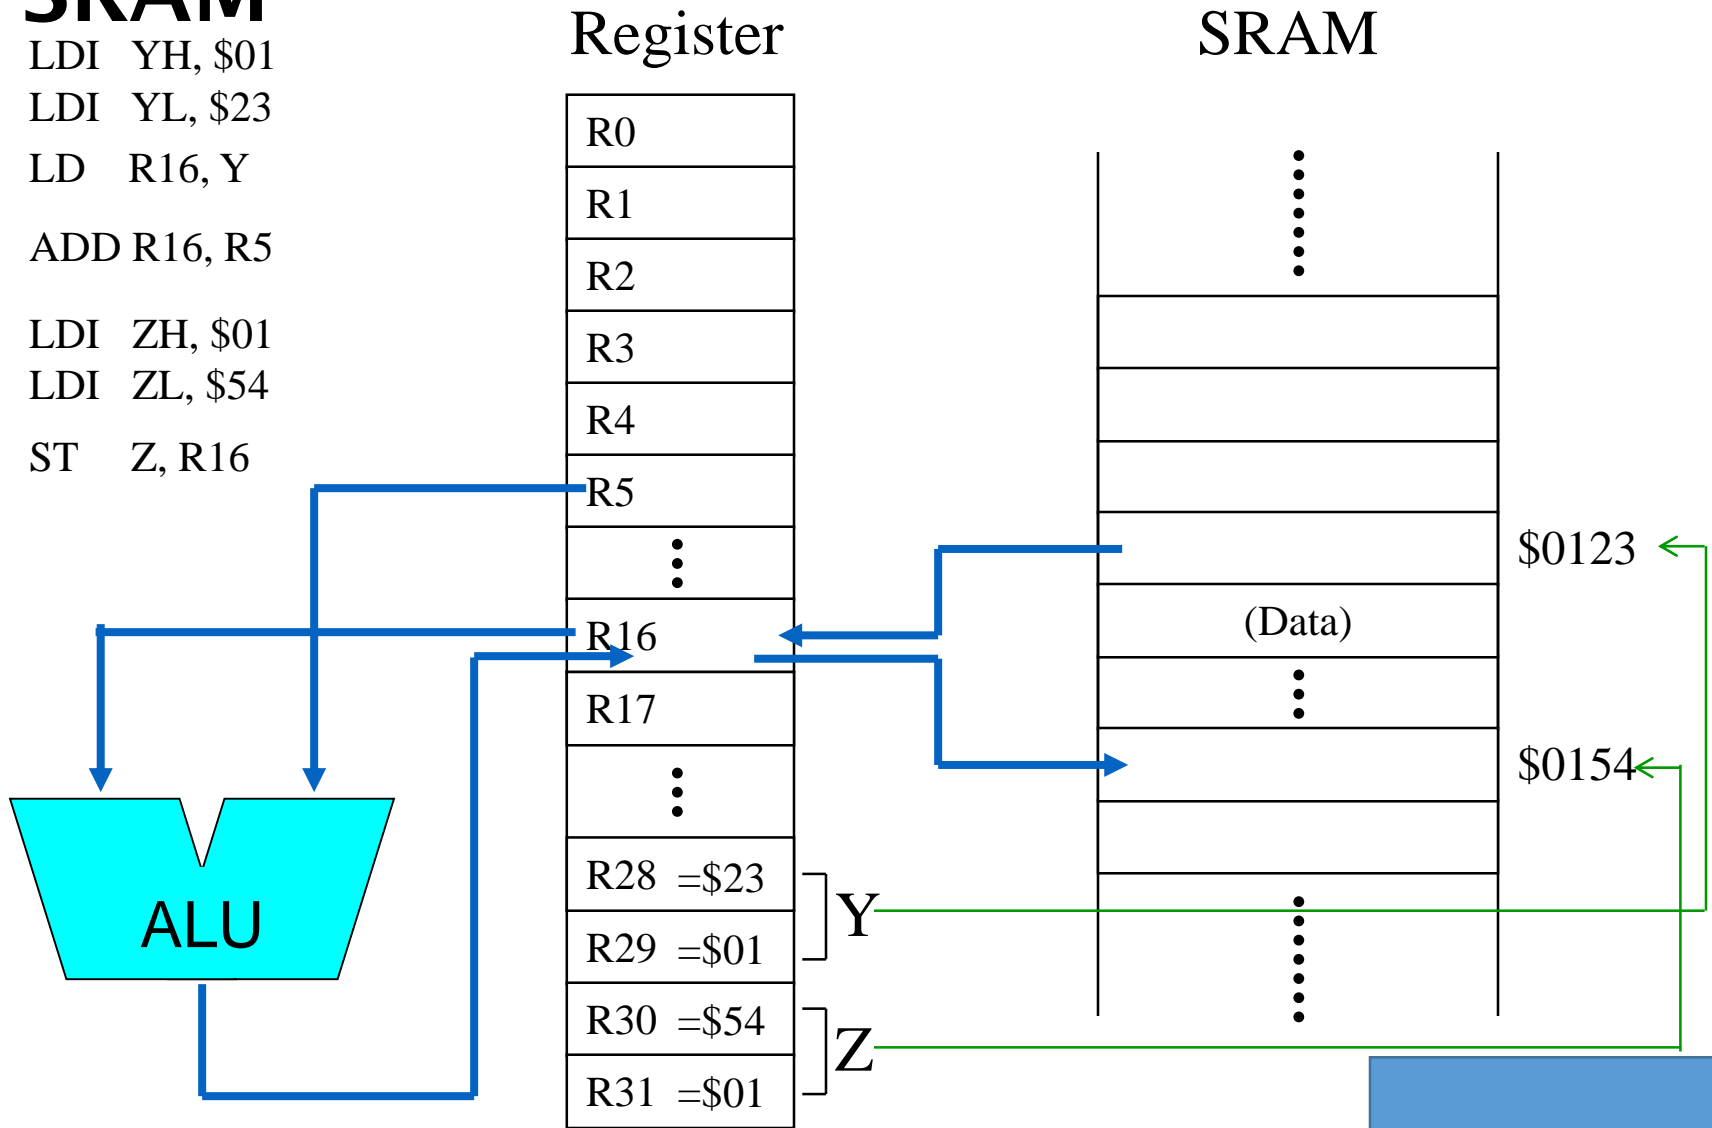 SRAM
LDI YH, $01
LDI YL, $23
LD R16, Y
ADD R16, R5
LDI ZH, $01
LDI ZL, $54
ST Z, R16
ALU
Register
R0
R1
R2
R3
R4
R5
R16
R17
R28 =$23
R29 =$01
R30 =$54
R31 =$01
Y
Z
SRAM
$0123
(Data)
$0154